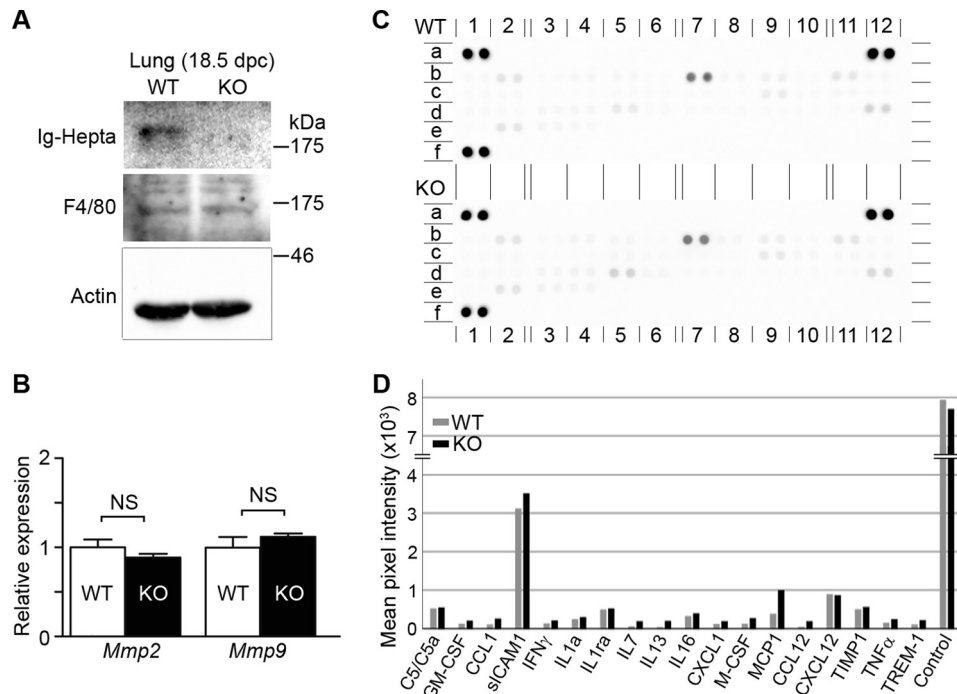 A
Lung (18.5 dpc)
WT KO
kDa
Ig-Hepta
175
F4/80
175
46
Actin
B
Relative expression
2
1
0
NS
NS
WT
KO
WT
KO
Mmp2
Mmp9
C
WT
1 2 3 4 5 6 7 8 9 10 11 12
a
b
c
d
e
f
KO
a
b
c
d
e
f
1 2 3 4 5 6 7 8 9 10 11 12
D
Mean pixel intensity (x10³)
8
7
4
3
2
1
0
WT
KO
C5/C5a
GM-CSF
CCL1
sICAM1
IFNγ
IL1a
IL1ra
IL7
IL13
IL16
CXCL1
M-CSF
MCP1
CCL12
CXCL12
TIMP1
TNFα
TREM-1
Control